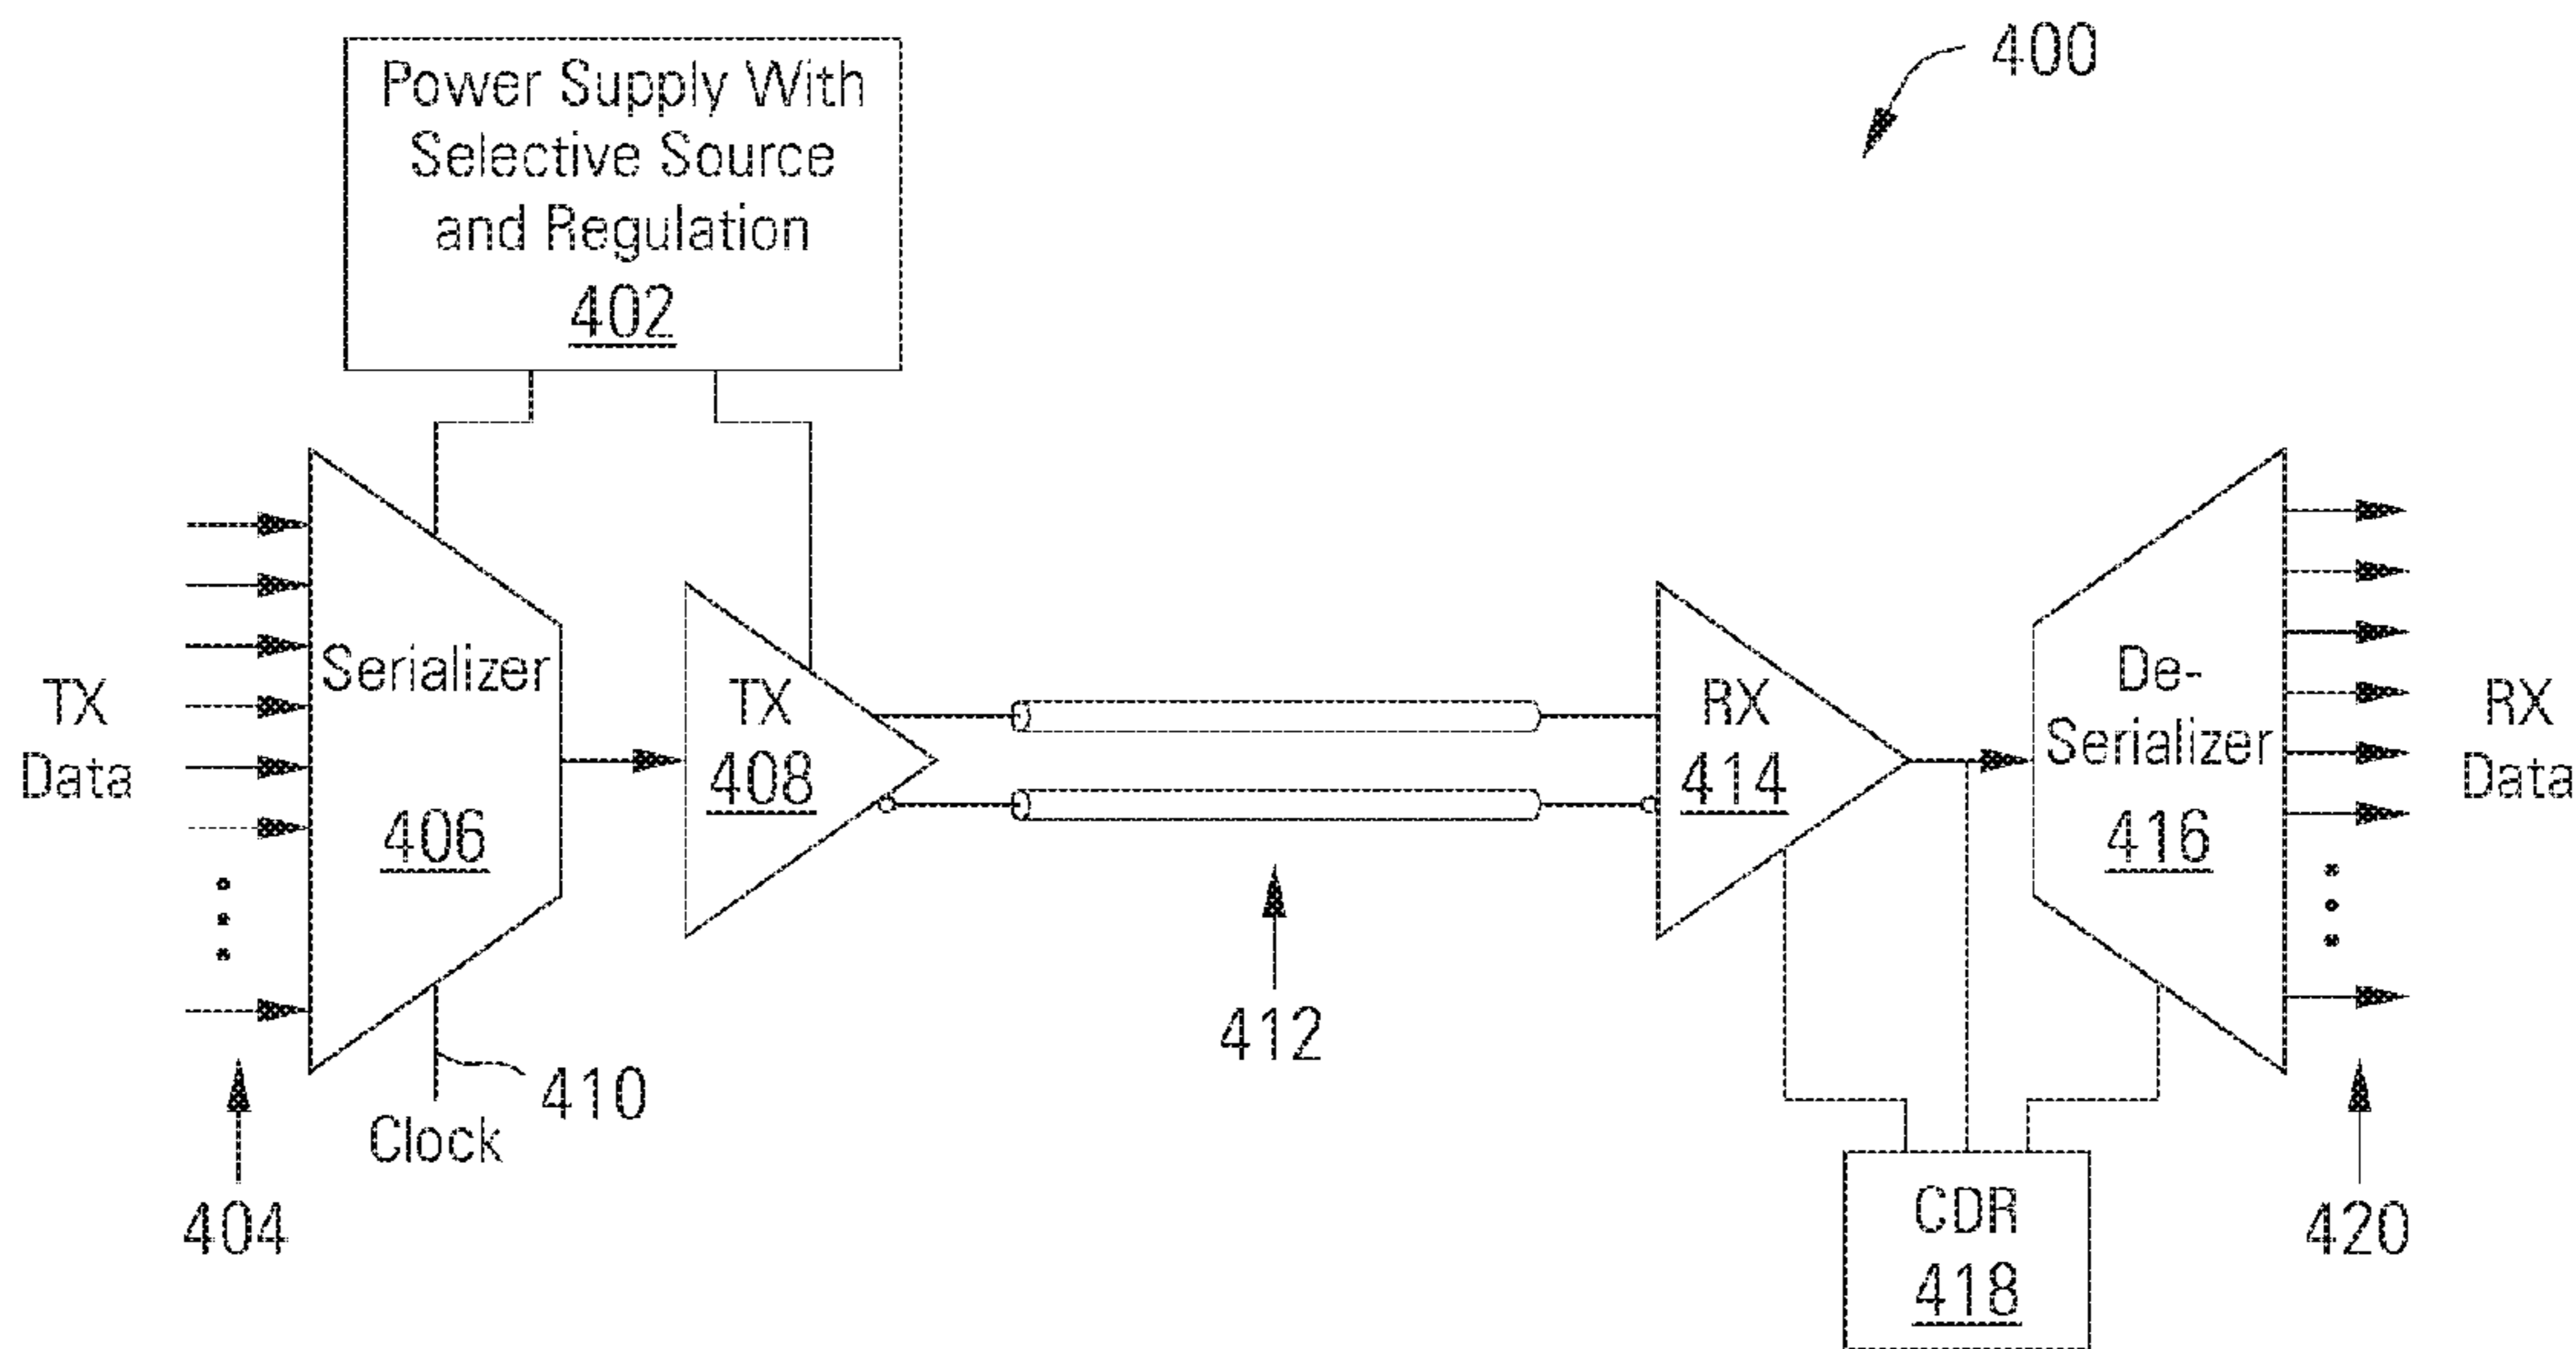 Power Supply With
Selective Source
and Regulation
402
400
TX
Data
Serializer
406
TX
408
RX
414
De-
Serializer
416
RX
Data
404
Clock
410
412
CDR
418
420